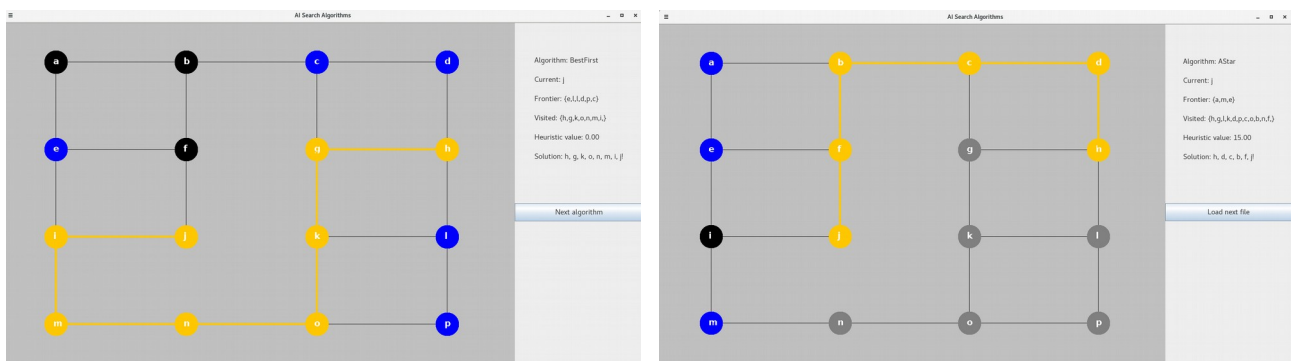 AI Search Algorithms
a b c d
Algorithm: BestFirst
Current: j
Frontier: {e,l,l,d,p,c}
e f g h
Visited: {h,g,k,o,n,m,i,}
Heuristic value: 0.00
Solution: h, g, k, o, n, m, i, j!
Next algorithm
i j k l
m n o p
AI Search Algorithms
a b c d
Algorithm: AStar
Current: j
Frontier: {a,m,e}
e f g h
Visited: {h,g,l,k,d,p,c,o,b,n,f,}
Heuristic value: 15.00
Solution: h, d, c, b, f, j!
Load next file
i j k l
m n o p